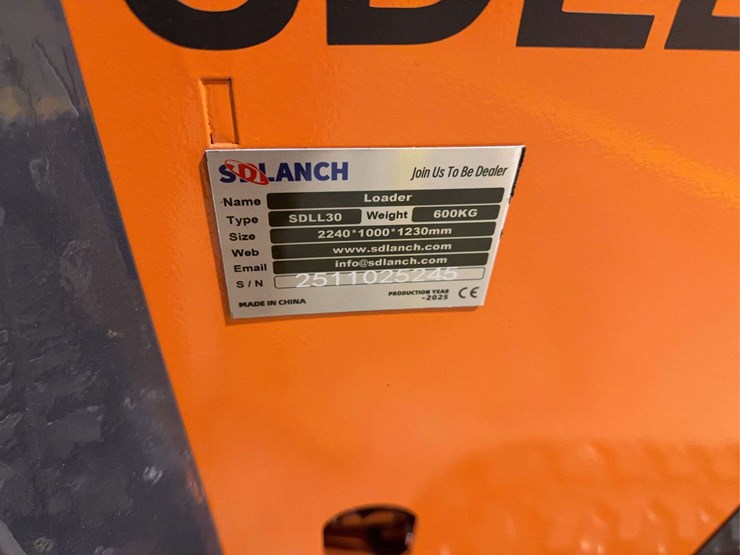 SDLL
SDLANCH Join Us To Be Dealer
Name Loader
Type SDLL30 Weight 600KG
Size 2240*1000*1230mm
Web www.sdlanch.com
Email info@sdlanch.com
S / N 2511025245
MADE IN CHINA PRODUCTION YEAR
-2025 CE